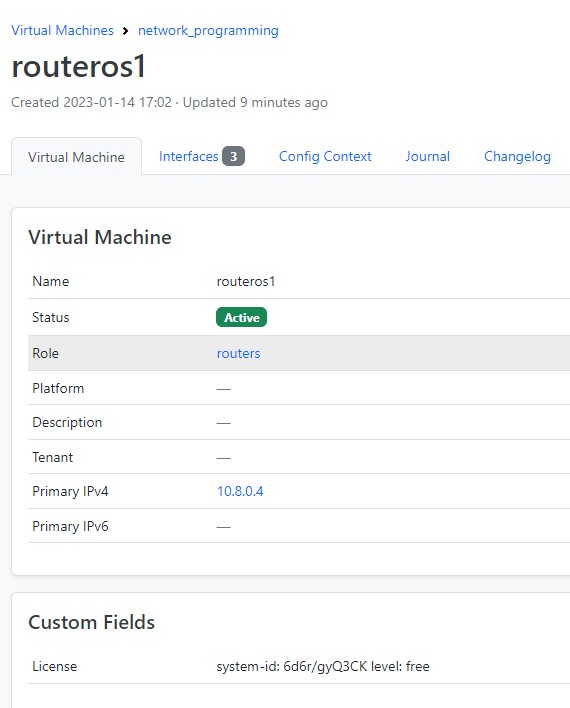 Virtual Machines > network_programming
routeros1
Created 2023-01-14 17:02 · Updated 9 minutes ago
Virtual Machine Interfaces 3 Config Context Journal Changelog
Virtual Machine
Name routeros1
Status Active
Role routers
Platform —
Description —
Tenant —
Primary IPv4 10.8.0.4
Primary IPv6 —
Custom Fields
License system-id: 6d6r/gyQ3CK level: free